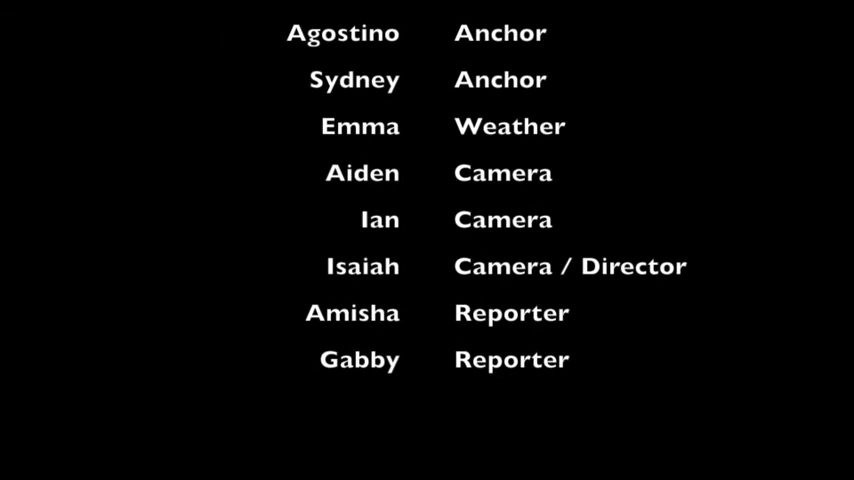 Agostino Anchor
Sydney Anchor
Emma Weather
Aiden Camera
Ian Camera
Isaiah Camera / Director
Amisha Reporter
Gabby Reporter